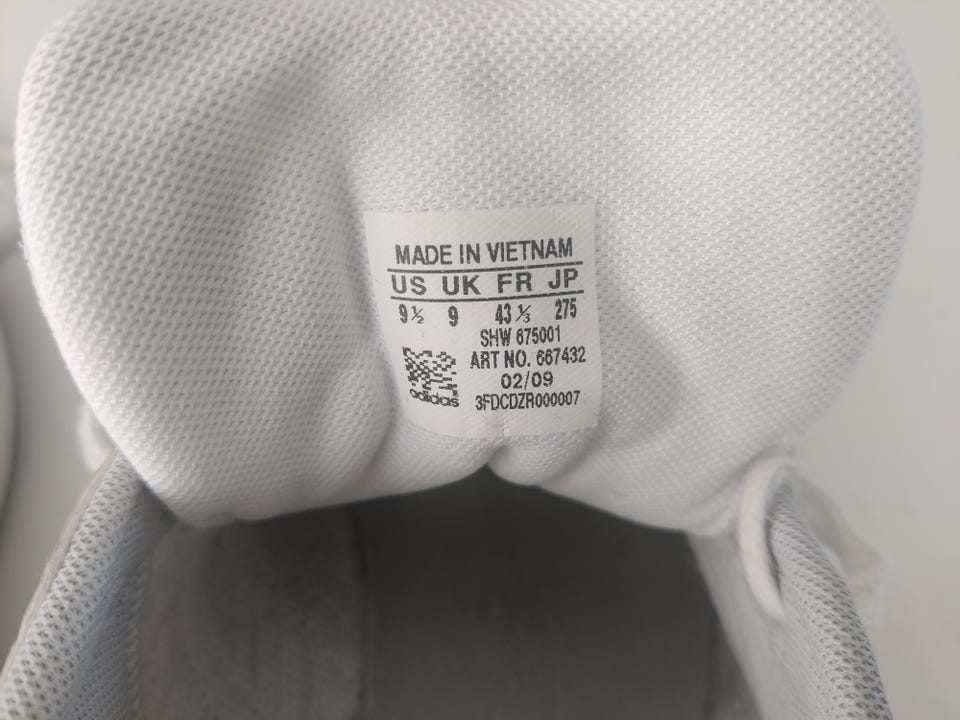 MADE IN VIETNAM
US UK FR JP
9½ 9 43⅓ 275
SHW 675001
ART NO. 667432
02/09
adidas 3FDCDZR000007